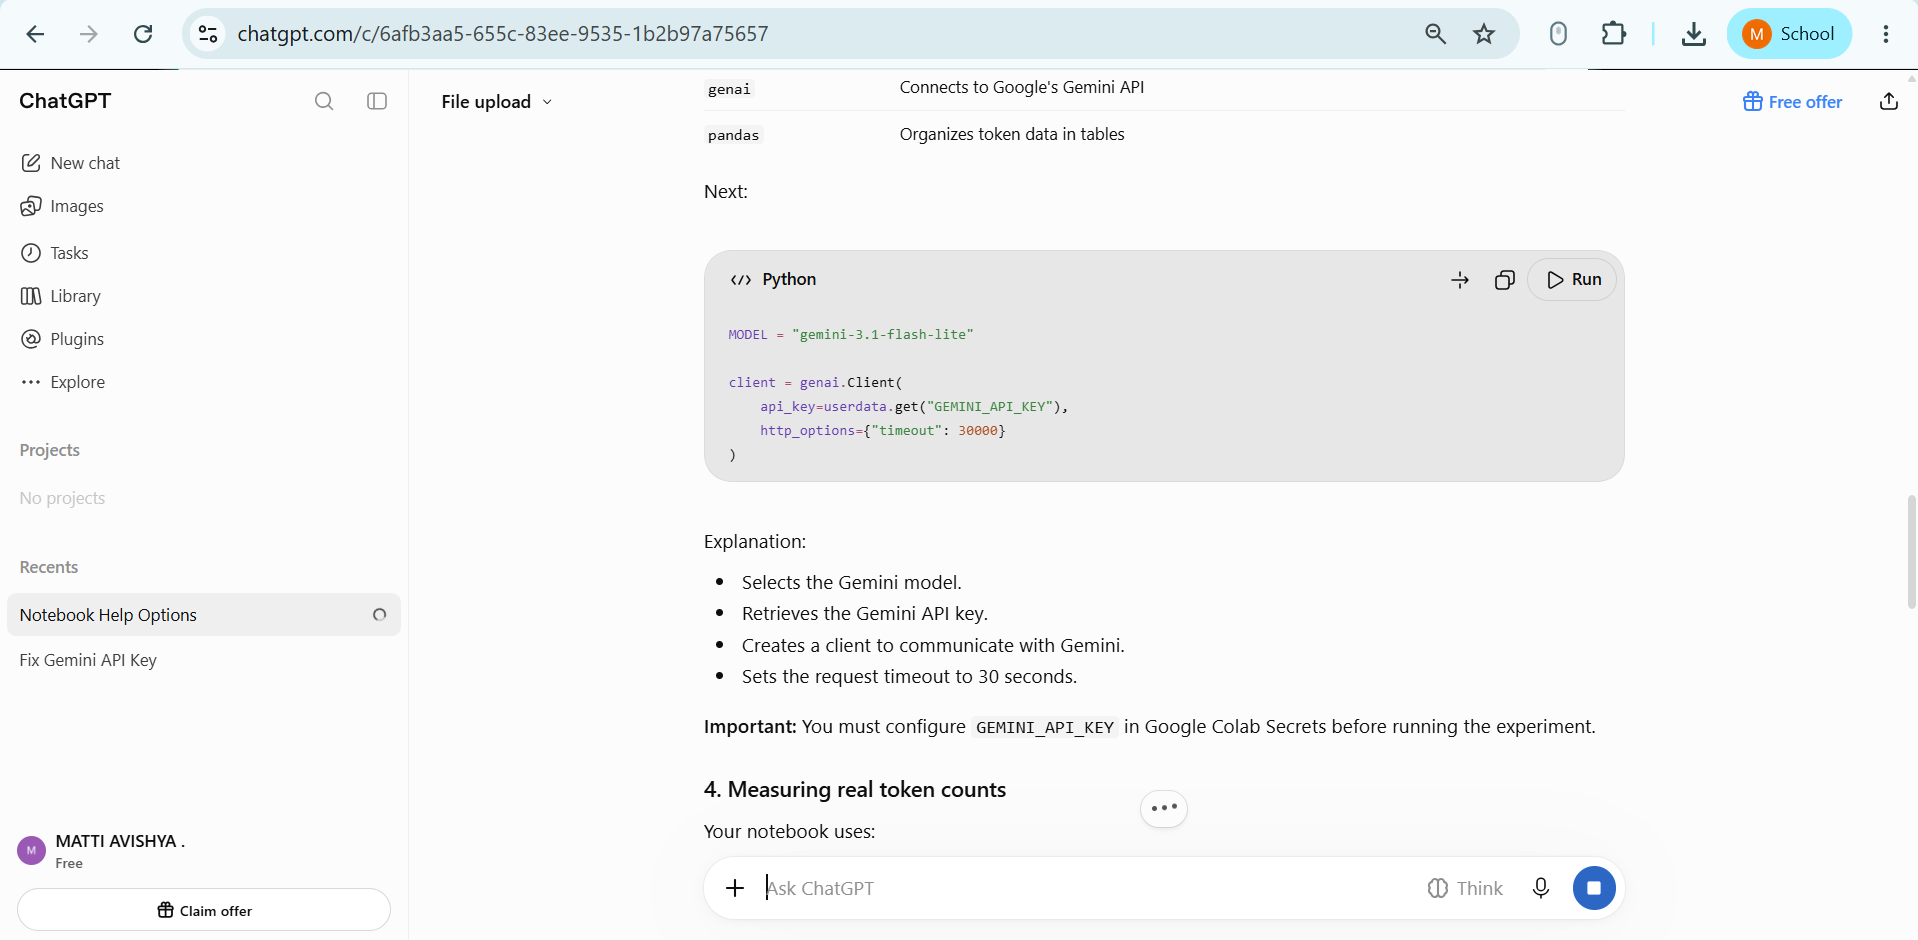 chatgpt.com/c/6afb3aa5-655c-83ee-9535-1b2b97a75657
M School
ChatGPT
New chat
Images
Tasks
Library
Plugins
Explore
Projects
No projects
Recents
Notebook Help Options
Fix Gemini API Key
M
MATTI AVISHYA .
Free
Claim offer
File upload
Free offer
genai Connects to Google's Gemini API
pandas Organizes token data in tables
Next:
</> Python Run
MODEL = "gemini-3.1-flash-lite"
client = genai.Client(
api_key=userdata.get("GEMINI_API_KEY"),
http_options={"timeout": 30000}
)
Explanation:
• Selects the Gemini model.
• Retrieves the Gemini API key.
• Creates a client to communicate with Gemini.
• Sets the request timeout to 30 seconds.
Important: You must configure GEMINI_API_KEY in Google Colab Secrets before running the experiment.
4. Measuring real token counts
Your notebook uses:
Ask ChatGPT Think